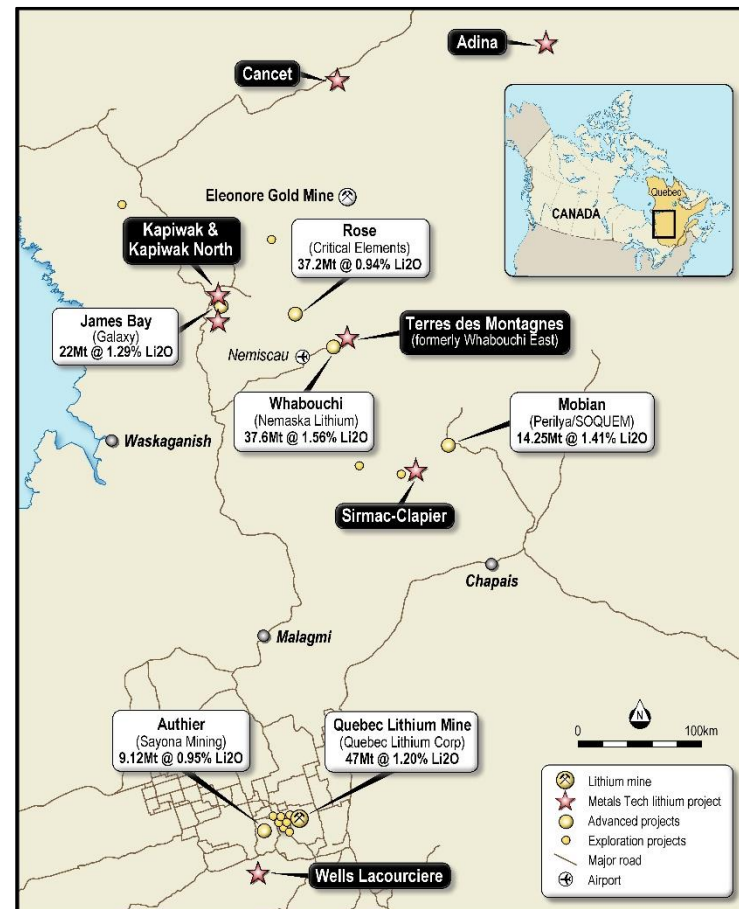 Adina
Cancet
Quebec
CANADA
Eleonore Gold Mine
Kapiwak &
Kapiwak North
Rose
(Critical Elements)
37.2Mt @ 0.94% Li2O
James Bay
(Galaxy)
22Mt @ 1.29% Li2O
Terres des Montagnes
(formerly Whabouchi East)
Nemiscau
Whabouchi
(Nemaska Lithium)
37.6Mt @ 1.56% Li2O
Mobian
(Perilya/SOQUEM)
14.25Mt @ 1.41% Li2O
Waskaganish
Sirmac-Clapier
Chapais
Malagmi
Authier
(Sayona Mining)
9.12Mt @ 0.95% Li2O
Quebec Lithium Mine
(Quebec Lithium Corp)
47Mt @ 1.20% Li2O
N
0 100km
Lithium mine
Metals Tech lithium project
Advanced projects
Exploration projects
Major road
Airport
Wells Lacourciere